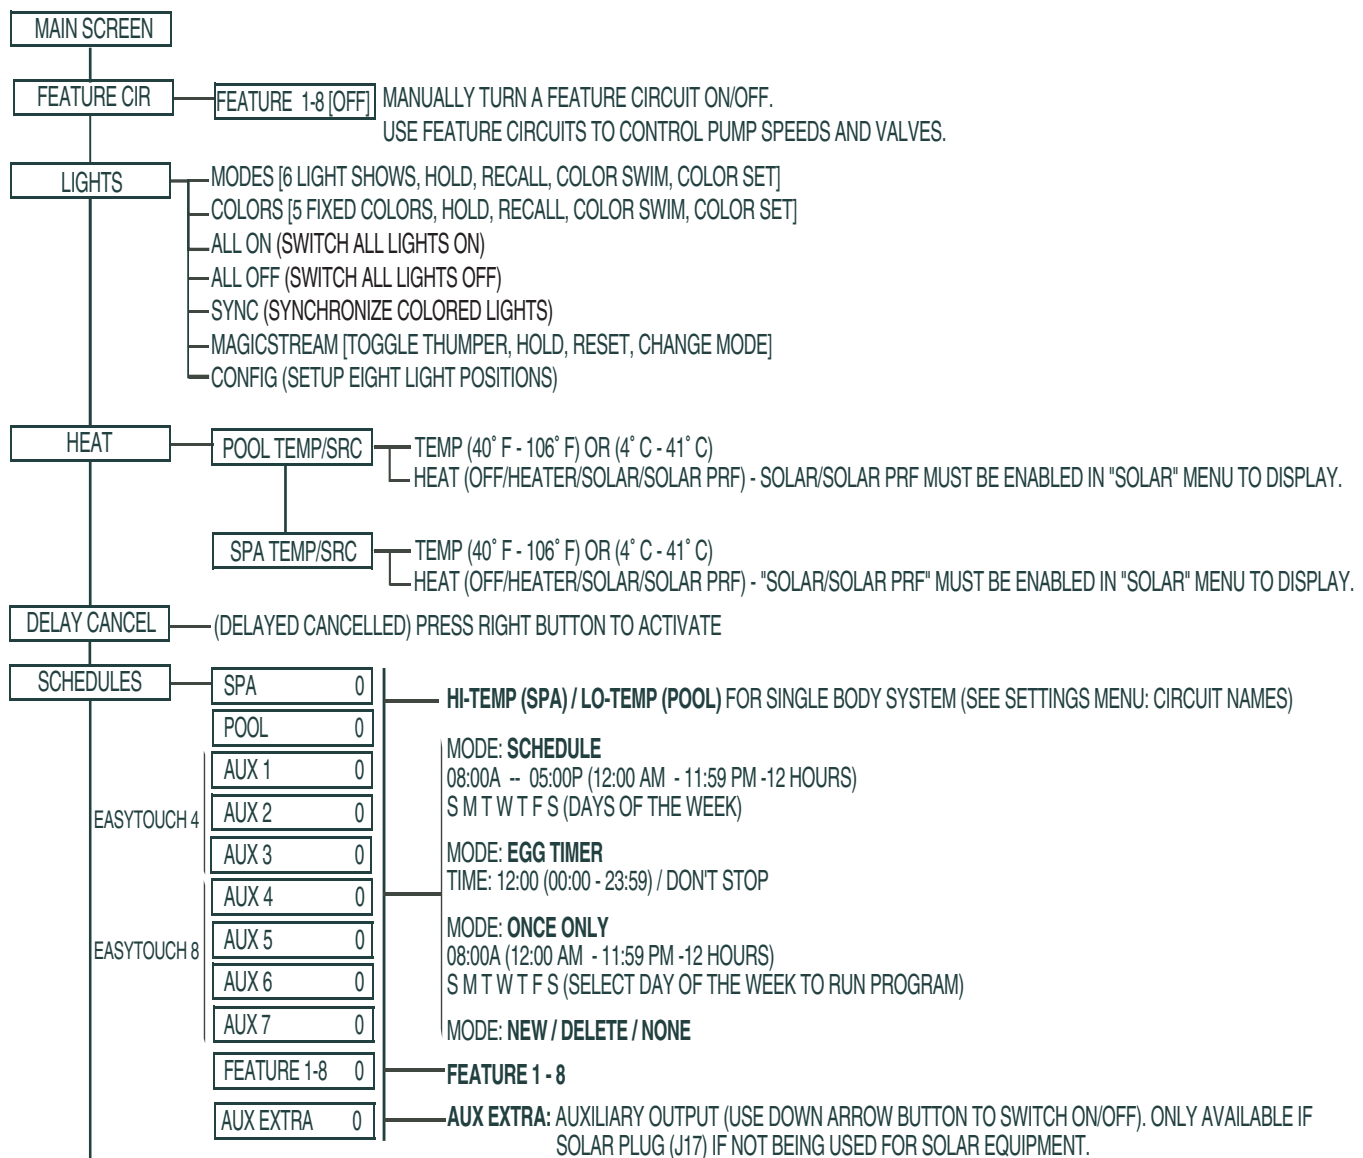 MAIN SCREEN
FEATURE CIR
FEATURE 1-8 [OFF]
MANUALLY TURN A FEATURE CIRCUIT ON/OFF.
USE FEATURE CIRCUITS TO CONTROL PUMP SPEEDS AND VALVES.
LIGHTS
MODES [6 LIGHT SHOWS, HOLD, RECALL, COLOR SWIM, COLOR SET]
COLORS [5 FIXED COLORS, HOLD, RECALL, COLOR SWIM, COLOR SET]
ALL ON (SWITCH ALL LIGHTS ON)
ALL OFF (SWITCH ALL LIGHTS OFF)
SYNC (SYNCHRONIZE COLORED LIGHTS)
MAGICSTREAM [TOGGLE THUMPER, HOLD, RESET, CHANGE MODE]
CONFIG (SETUP EIGHT LIGHT POSITIONS)
HEAT
POOL TEMP/SRC
TEMP (40˚ F - 106˚ F) OR (4˚ C - 41˚ C)
HEAT (OFF/HEATER/SOLAR/SOLAR PRF) - SOLAR/SOLAR PRF MUST BE ENABLED IN "SOLAR" MENU TO DISPLAY.
SPA TEMP/SRC
TEMP (40˚ F - 106˚ F) OR (4˚ C - 41˚ C)
HEAT (OFF/HEATER/SOLAR/SOLAR PRF) - "SOLAR/SOLAR PRF" MUST BE ENABLED IN "SOLAR" MENU TO DISPLAY.
DELAY CANCEL
(DELAYED CANCELLED) PRESS RIGHT BUTTON TO ACTIVATE
SCHEDULES
SPA 0
POOL 0
EASYTOUCH 4
AUX 1 0
AUX 2 0
AUX 3 0
EASYTOUCH 8
AUX 4 0
AUX 5 0
AUX 6 0
AUX 7 0
FEATURE 1-8 0
AUX EXTRA 0
HI-TEMP (SPA) / LO-TEMP (POOL) FOR SINGLE BODY SYSTEM (SEE SETTINGS MENU: CIRCUIT NAMES)
MODE: SCHEDULE
08:00A -- 05:00P (12:00 AM - 11:59 PM -12 HOURS)
S M T W T F S (DAYS OF THE WEEK)
MODE: EGG TIMER
TIME: 12:00 (00:00 - 23:59) / DON'T STOP
MODE: ONCE ONLY
08:00A (12:00 AM - 11:59 PM -12 HOURS)
S M T W T F S (SELECT DAY OF THE WEEK TO RUN PROGRAM)
MODE: NEW / DELETE / NONE
FEATURE 1 - 8
AUX EXTRA: AUXILIARY OUTPUT (USE DOWN ARROW BUTTON TO SWITCH ON/OFF). ONLY AVAILABLE IF
SOLAR PLUG (J17) IF NOT BEING USED FOR SOLAR EQUIPMENT.